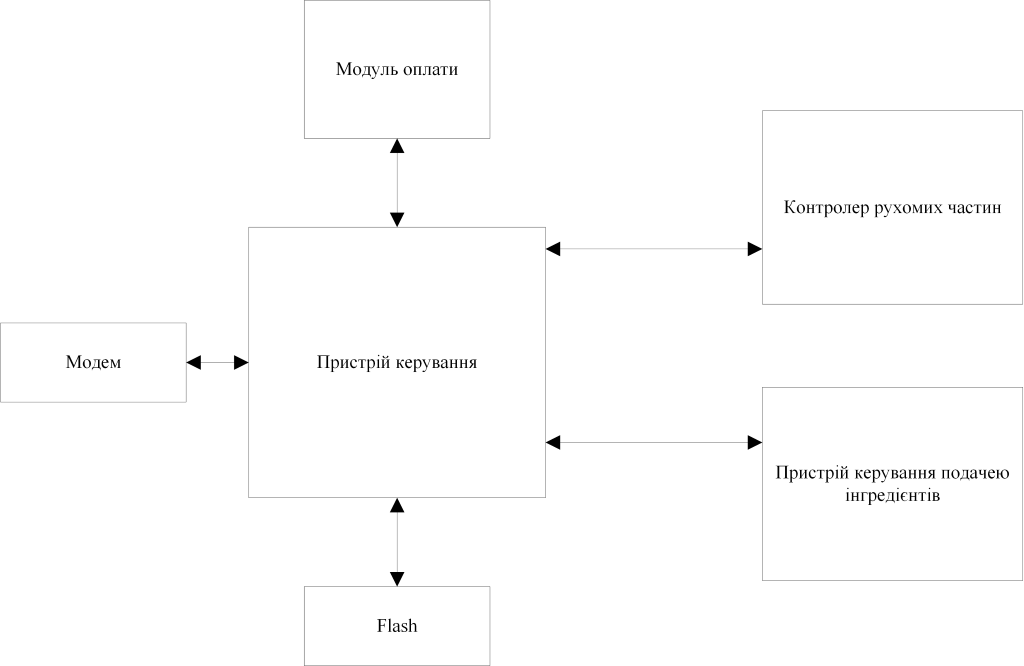 Модуль оплати
Контролер рухомих частин
Модем
Пристрій керування
Пристрій керування подачею
інгредієнтів
Flash